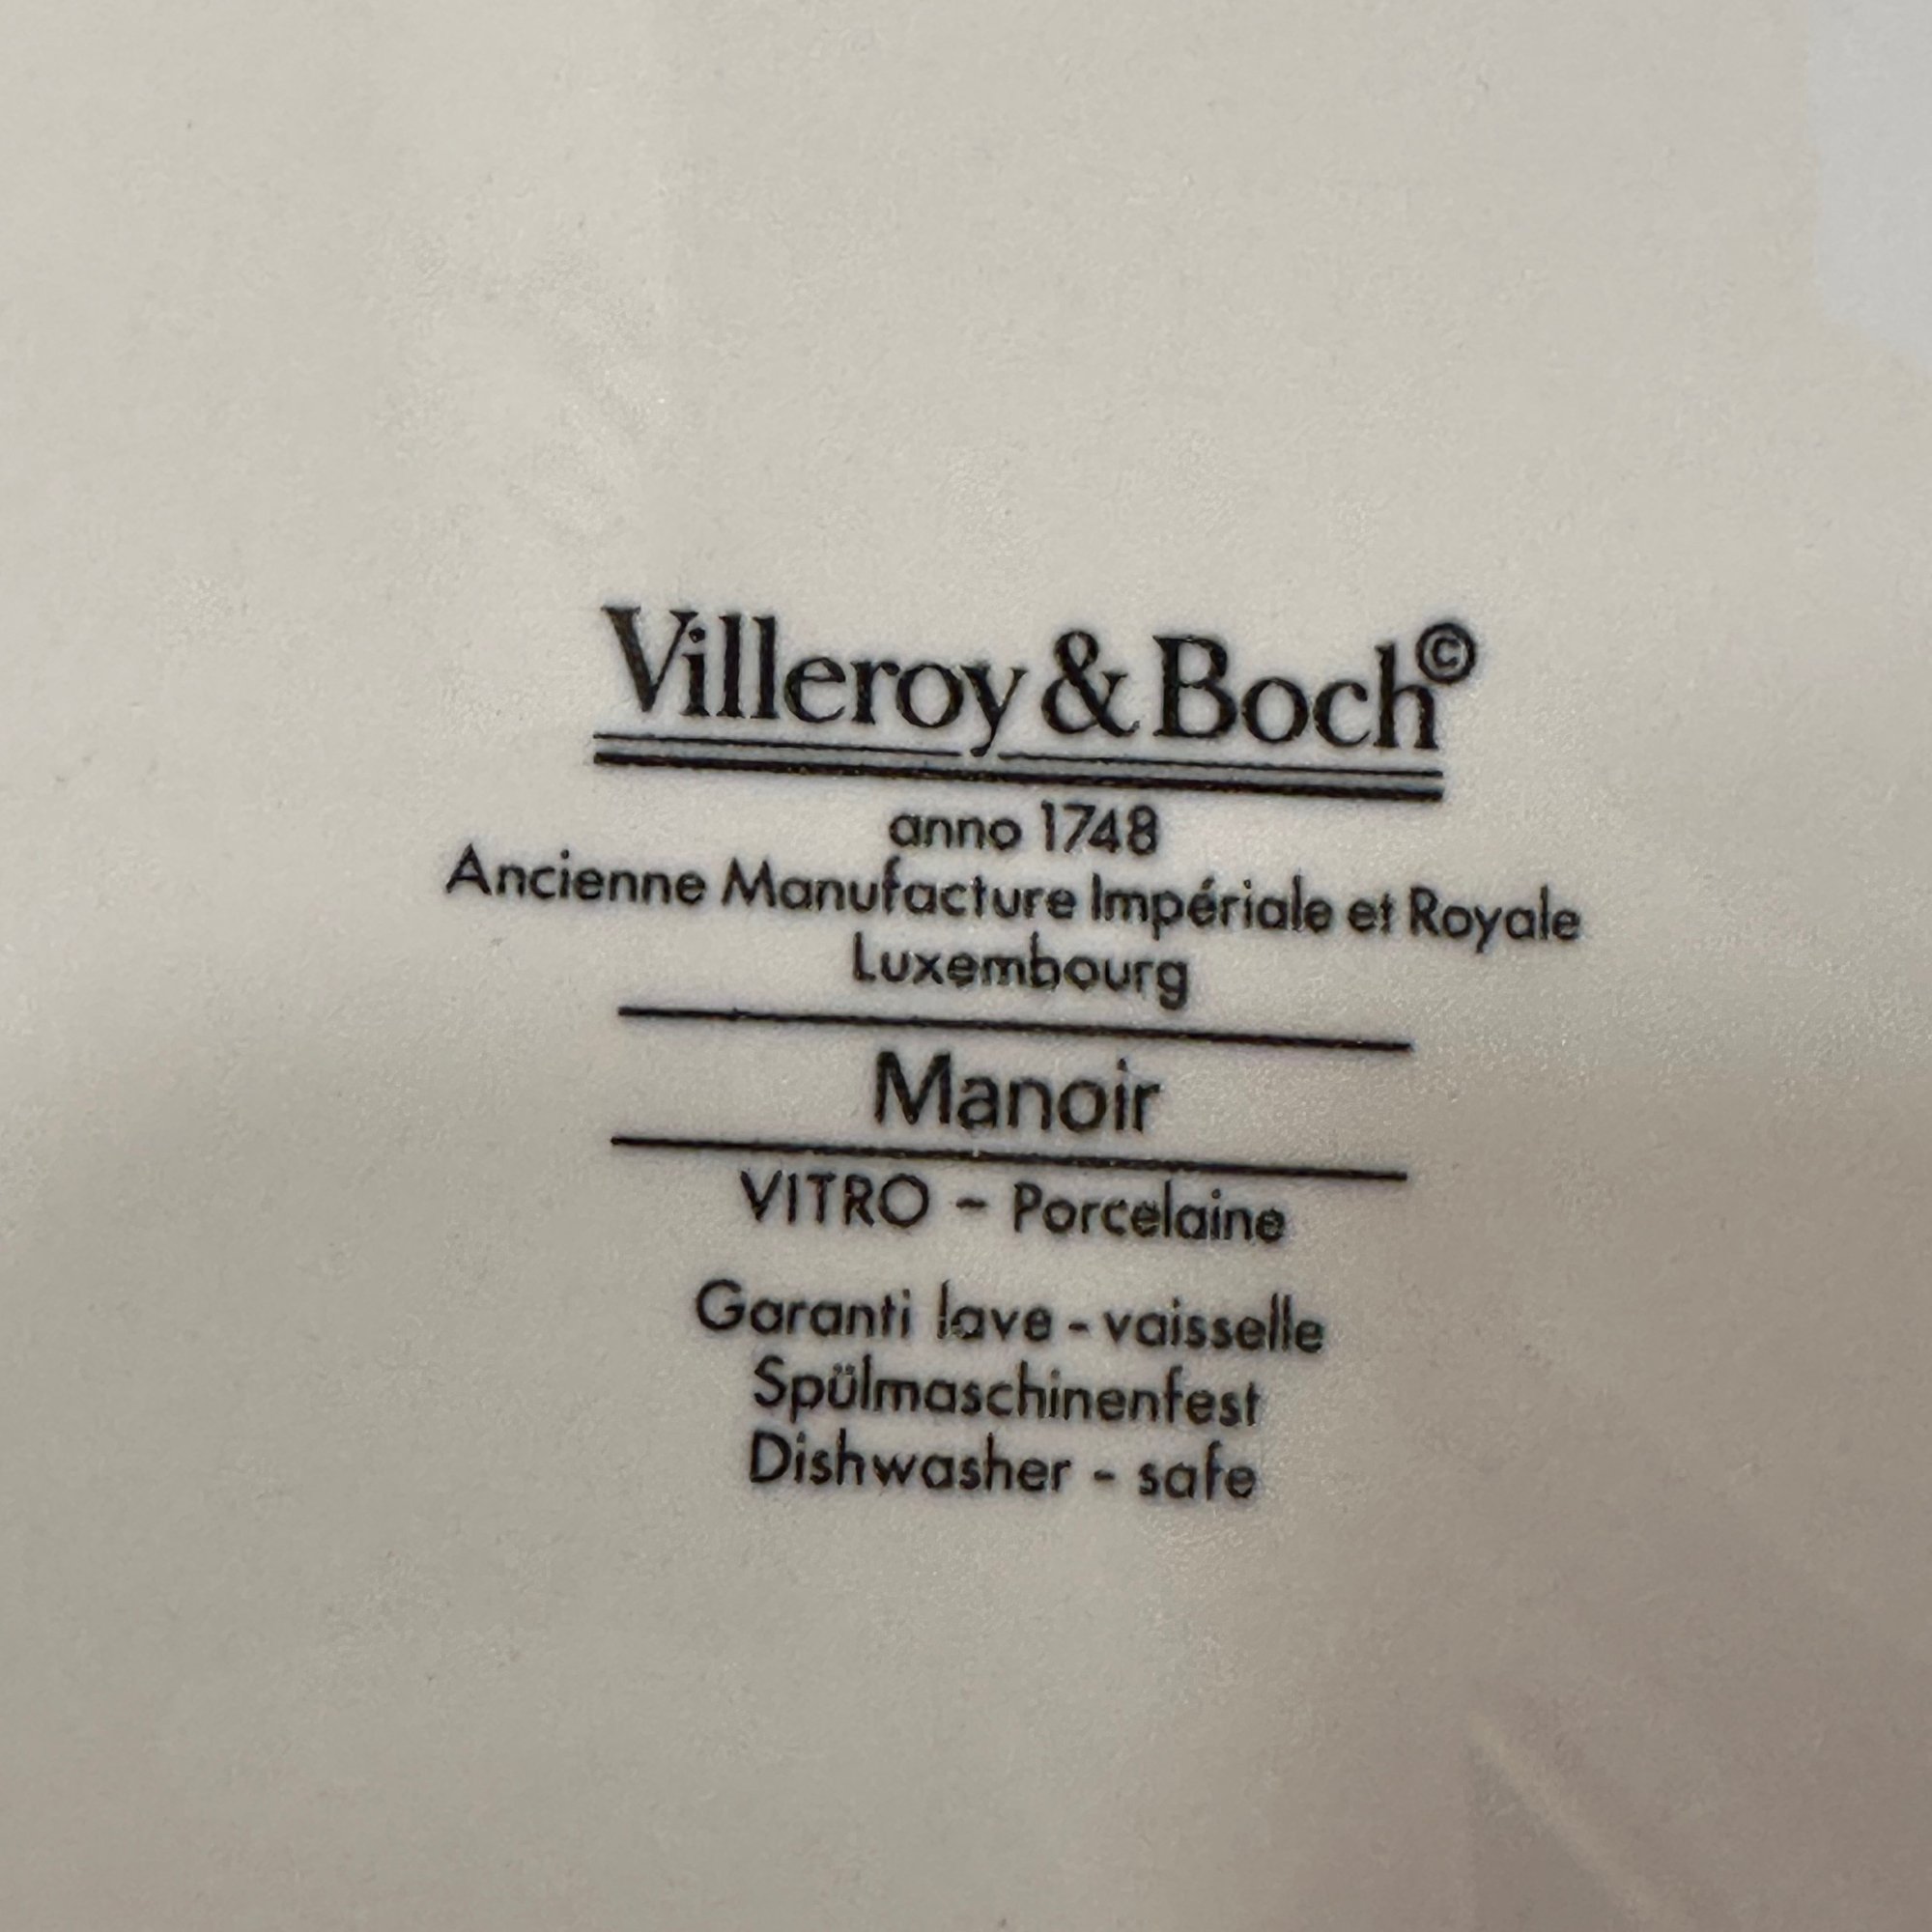 Villeroy & Boch©
anno 1748
Ancienne Manufacture Impériale et Royale
Luxembourg
Manoir
VITRO – Porcelaine
Garanti lave - vaisselle
Spülmaschinenfest
Dishwasher - safe